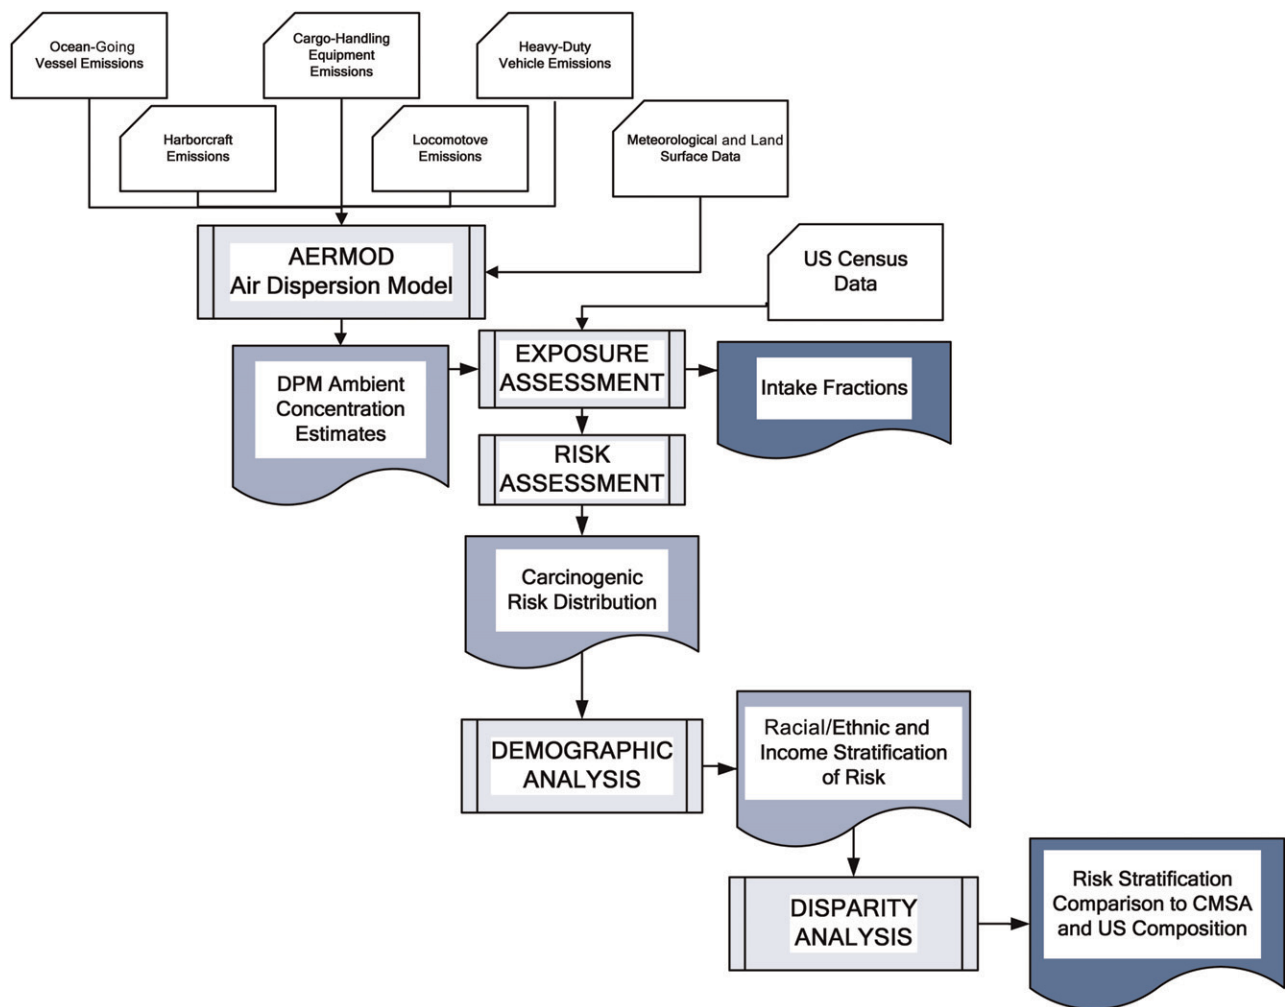 Ocean-Going
Vessel Emissions
Cargo-Handling
Equipment
Emissions
Heavy-Duty
Vehicle Emissions
Harborcraft
Emissions
Locomotove
Emissions
Meteorological and Land
Surface Data
AERMOD
Air Dispersion Model
US Census
Data
DPM Ambient
Concentration
Estimates
EXPOSURE
ASSESSMENT
Intake Fractions
RISK
ASSESSMENT
Carcinogenic
Risk Distribution
DEMOGRAPHIC
ANALYSIS
Racial/Ethnic and
Income Stratification
of Risk
DISPARITY
ANALYSIS
Risk Stratification
Comparison to CMSA
and US Composition